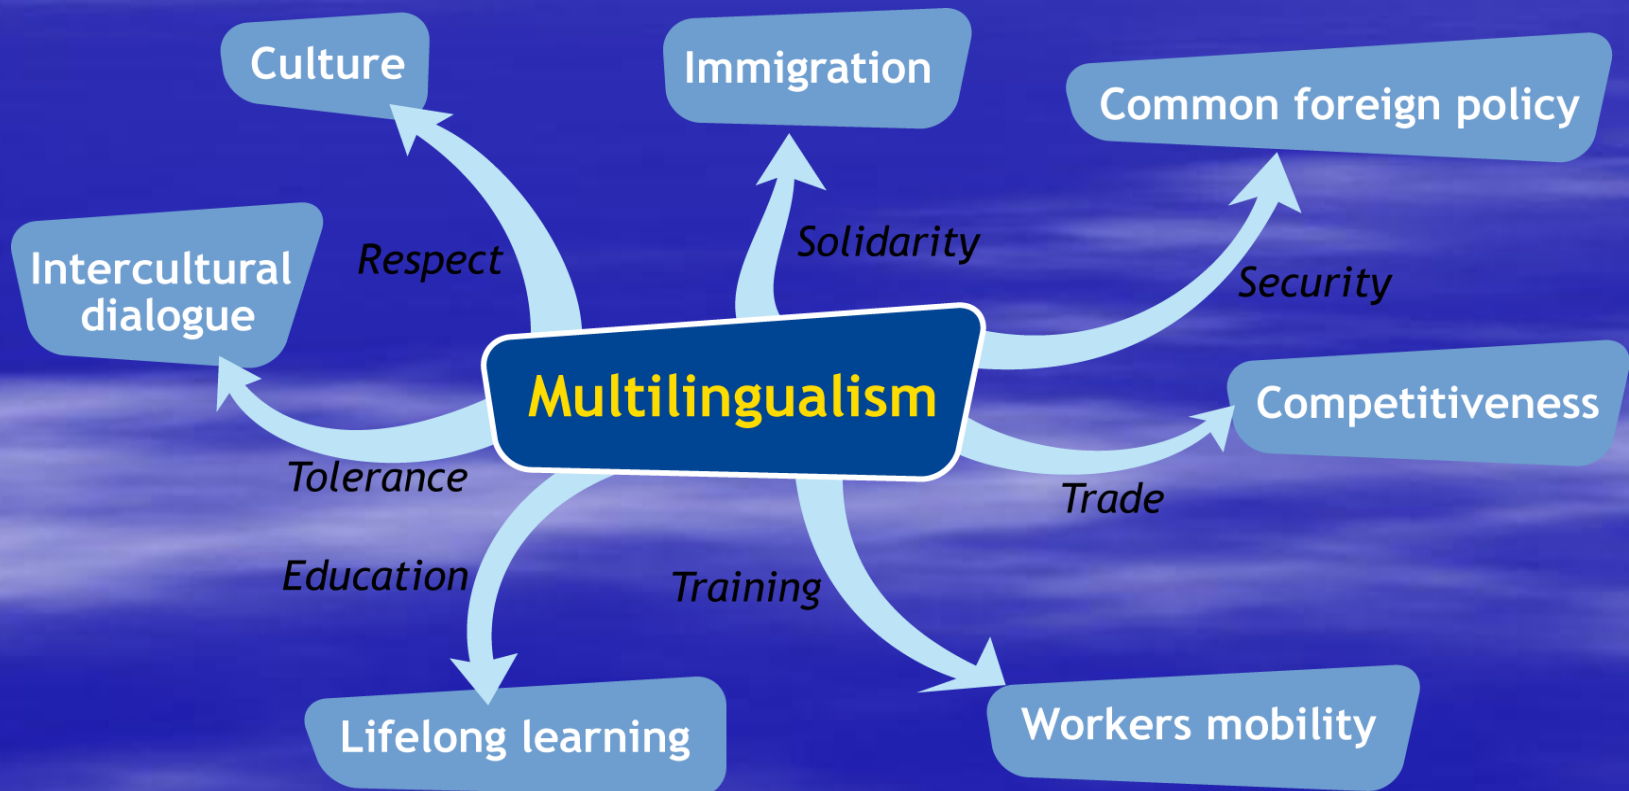 Culture
Immigration
Common foreign policy
Respect
Solidarity
Security
Intercultural
dialogue
Multilingualism
Competitiveness
Tolerance
Trade
Education
Training
Lifelong learning
Workers mobility